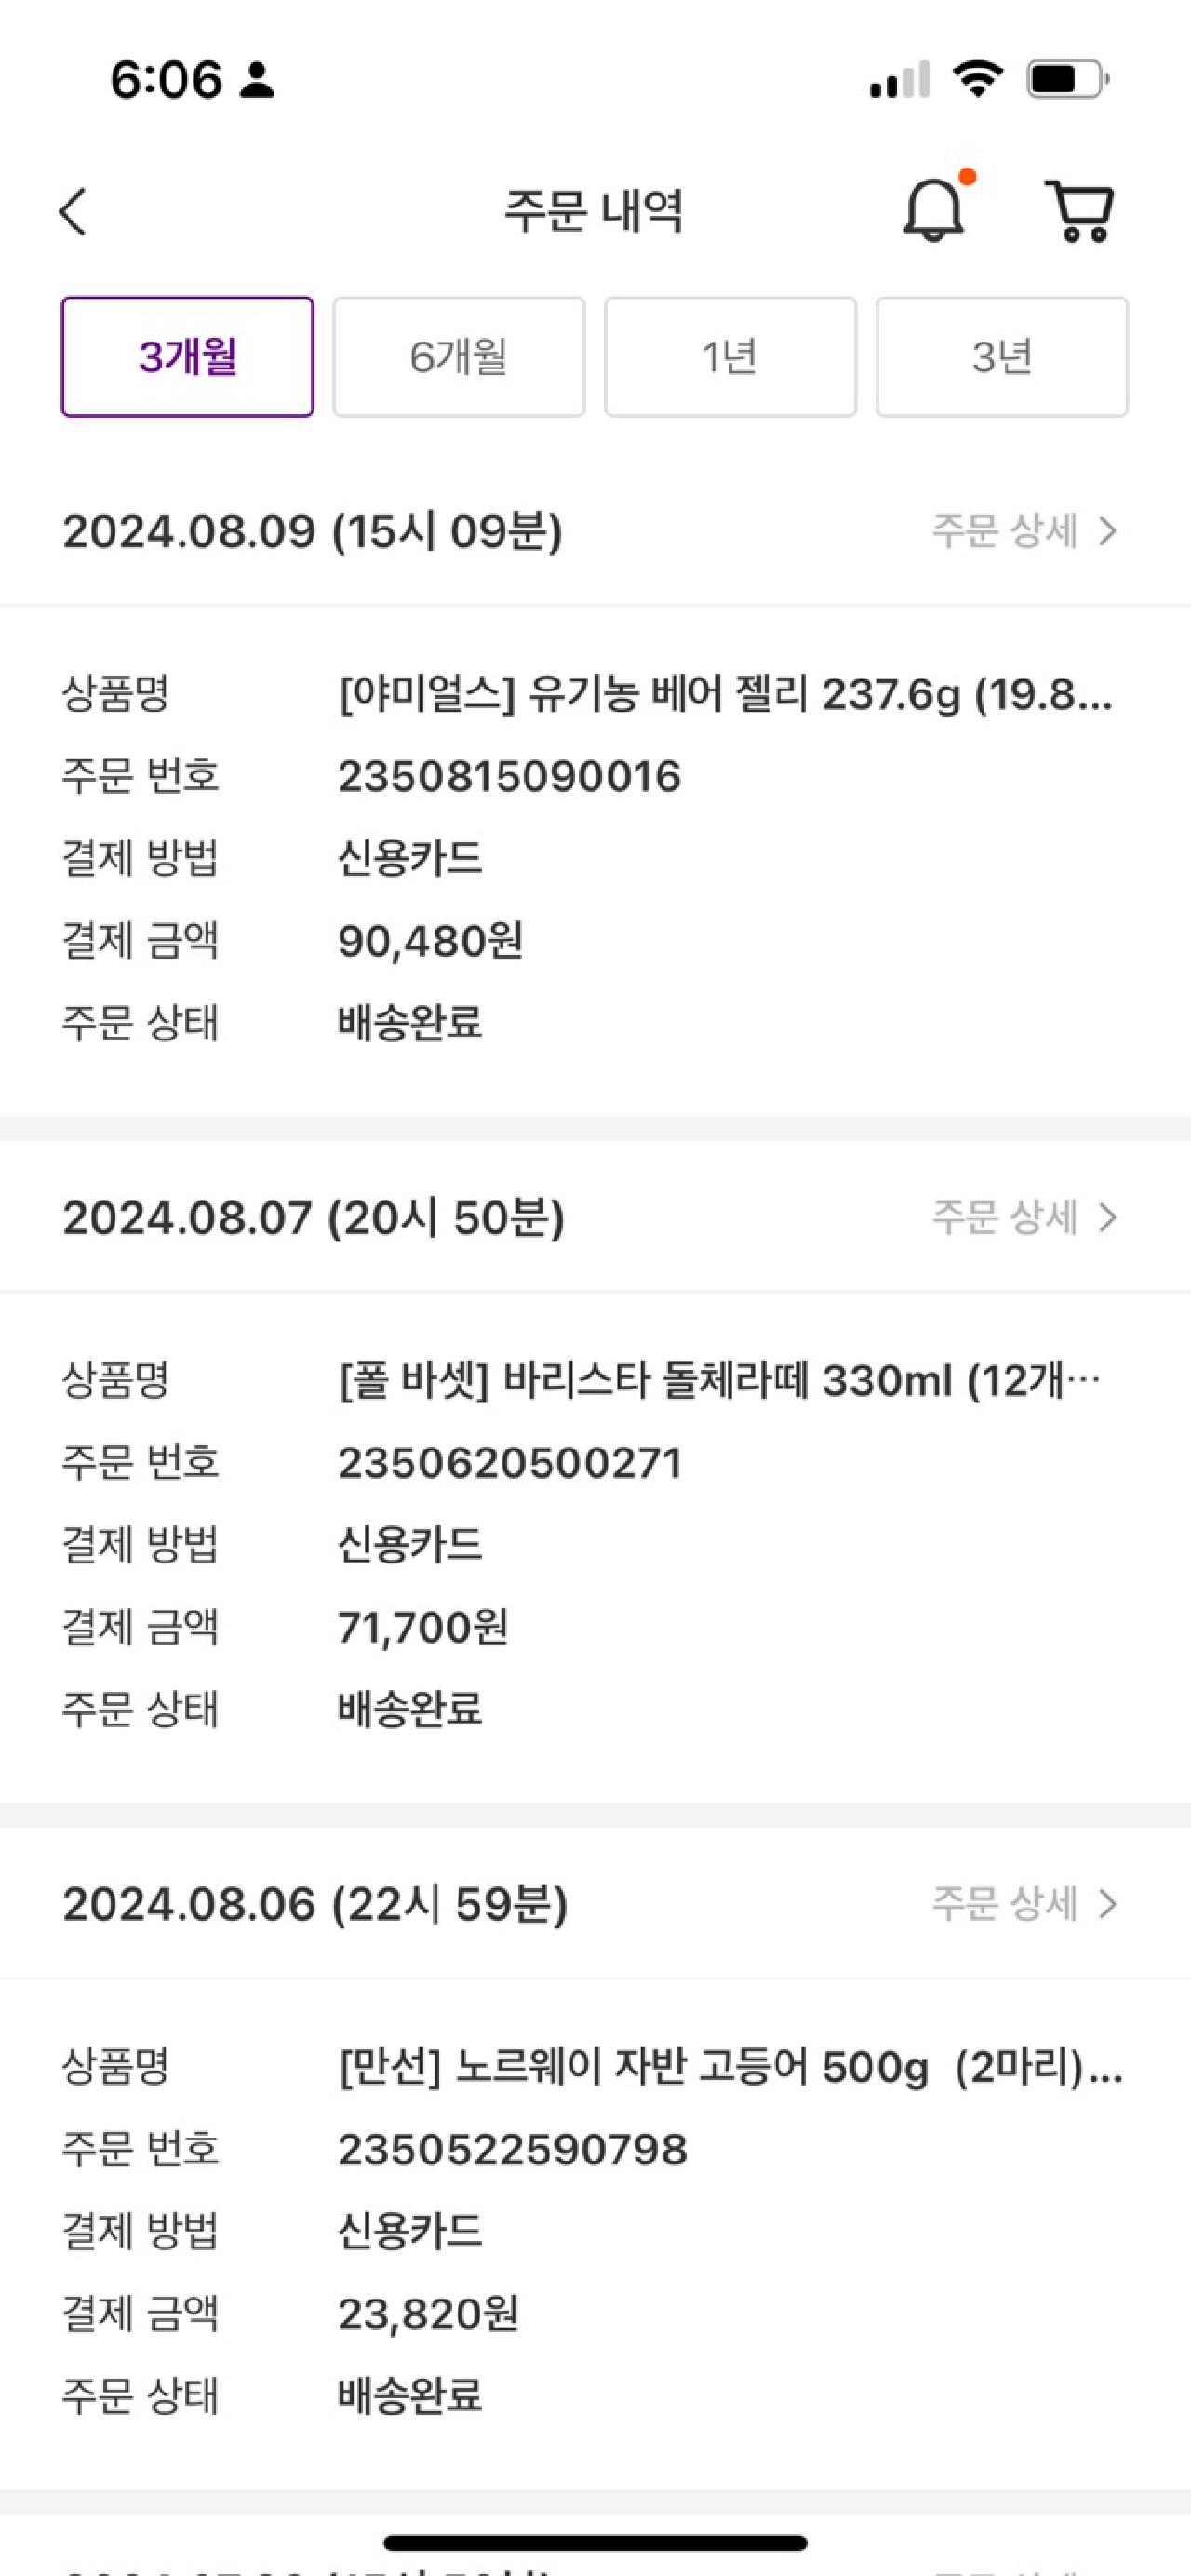 6:06
주문 내역
3개월 6개월 1년 3년
2024.08.09 (15시 09분) 주문 상세
상품명 [야미얼스] 유기농 베어 젤리 237.6g (19.8...
주문 번호 2350815090016
결제 방법 신용카드
결제 금액 90,480원
주문 상태 배송완료
2024.08.07 (20시 50분) 주문 상세
상품명 [폴 바셋] 바리스타 돌체라떼 330ml (12개...
주문 번호 2350620500271
결제 방법 신용카드
결제 금액 71,700원
주문 상태 배송완료
2024.08.06 (22시 59분) 주문 상세
상품명 [만선] 노르웨이 자반 고등어 500g (2마리)...
주문 번호 2350522590798
결제 방법 신용카드
결제 금액 23,820원
주문 상태 배송완료